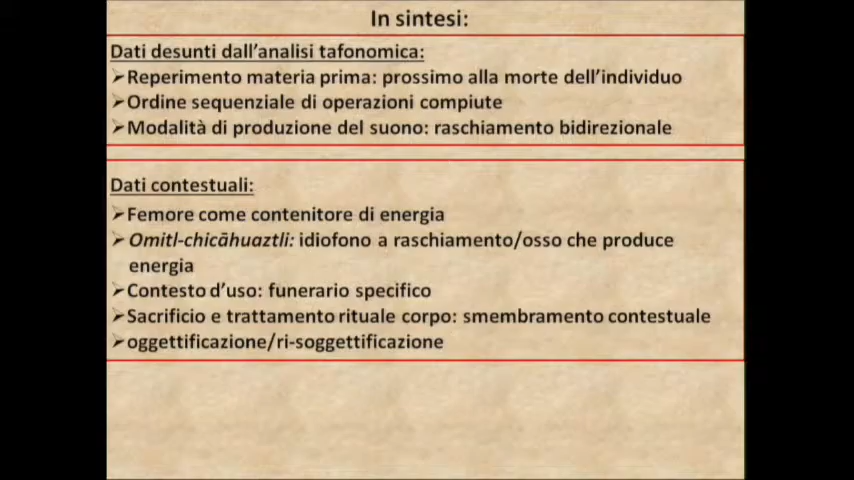 In sintesi:
Dati desunti dall'analisi tafonomica:
➢Reperimento materia prima: prossimo alla morte dell'individuo
➢Ordine sequenziale di operazioni compiute
➢Modalità di produzione del suono: raschiamento bidirezionale
Dati contestuali:
➢Femore come contenitore di energia
➢Omitl-chicāhuaztli: idiofono a raschiamento/osso che produce
energia
➢Contesto d'uso: funerario specifico
➢Sacrificio e trattamento rituale corpo: smembramento contestuale
➢oggettificazione/ri-soggettificazione